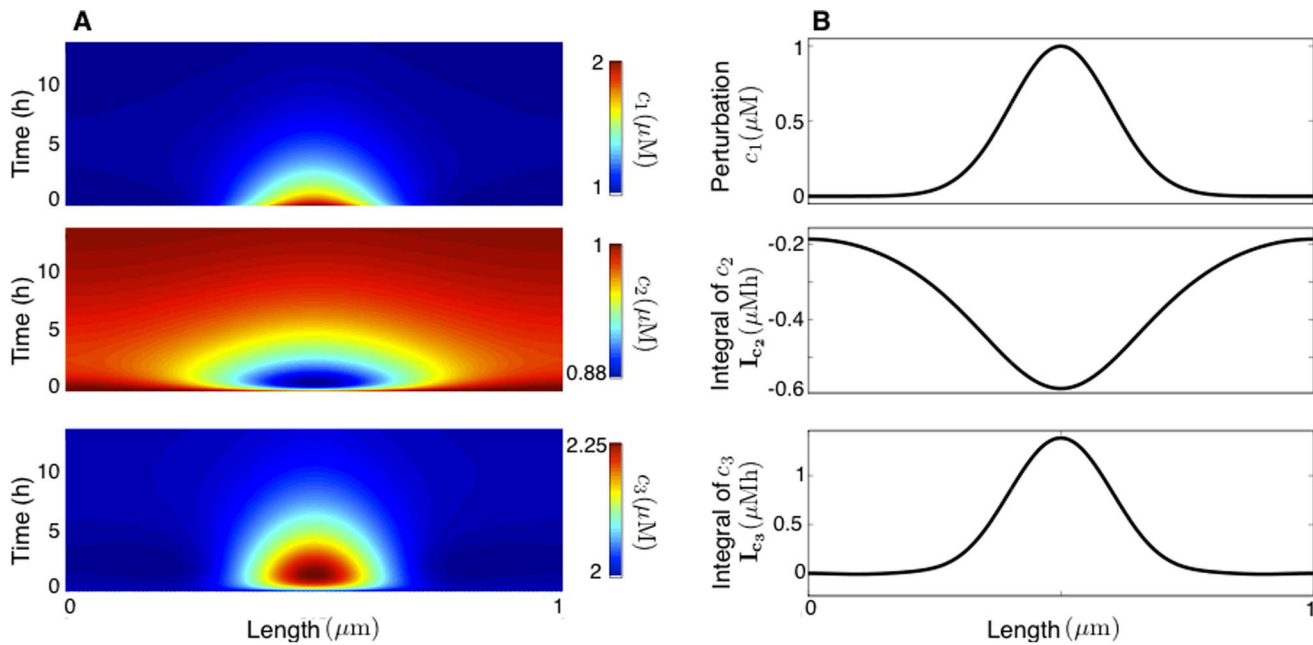 A
Time (h)
10
5
0
2
1
c₁(μM)
Time (h)
10
5
0
1
0.88
c₂(μM)
Time (h)
10
5
0
2.25
2
c₃(μM)
0
1
Length (μm)
B
Perturbation
c₁(μM)
1
0.5
0
Integral of c₂
I_c₂(μMh)
-0.2
-0.4
-0.6
Integral of c₃
I_c₃(μMh)
1
0.5
0
0
1
Length (μm)